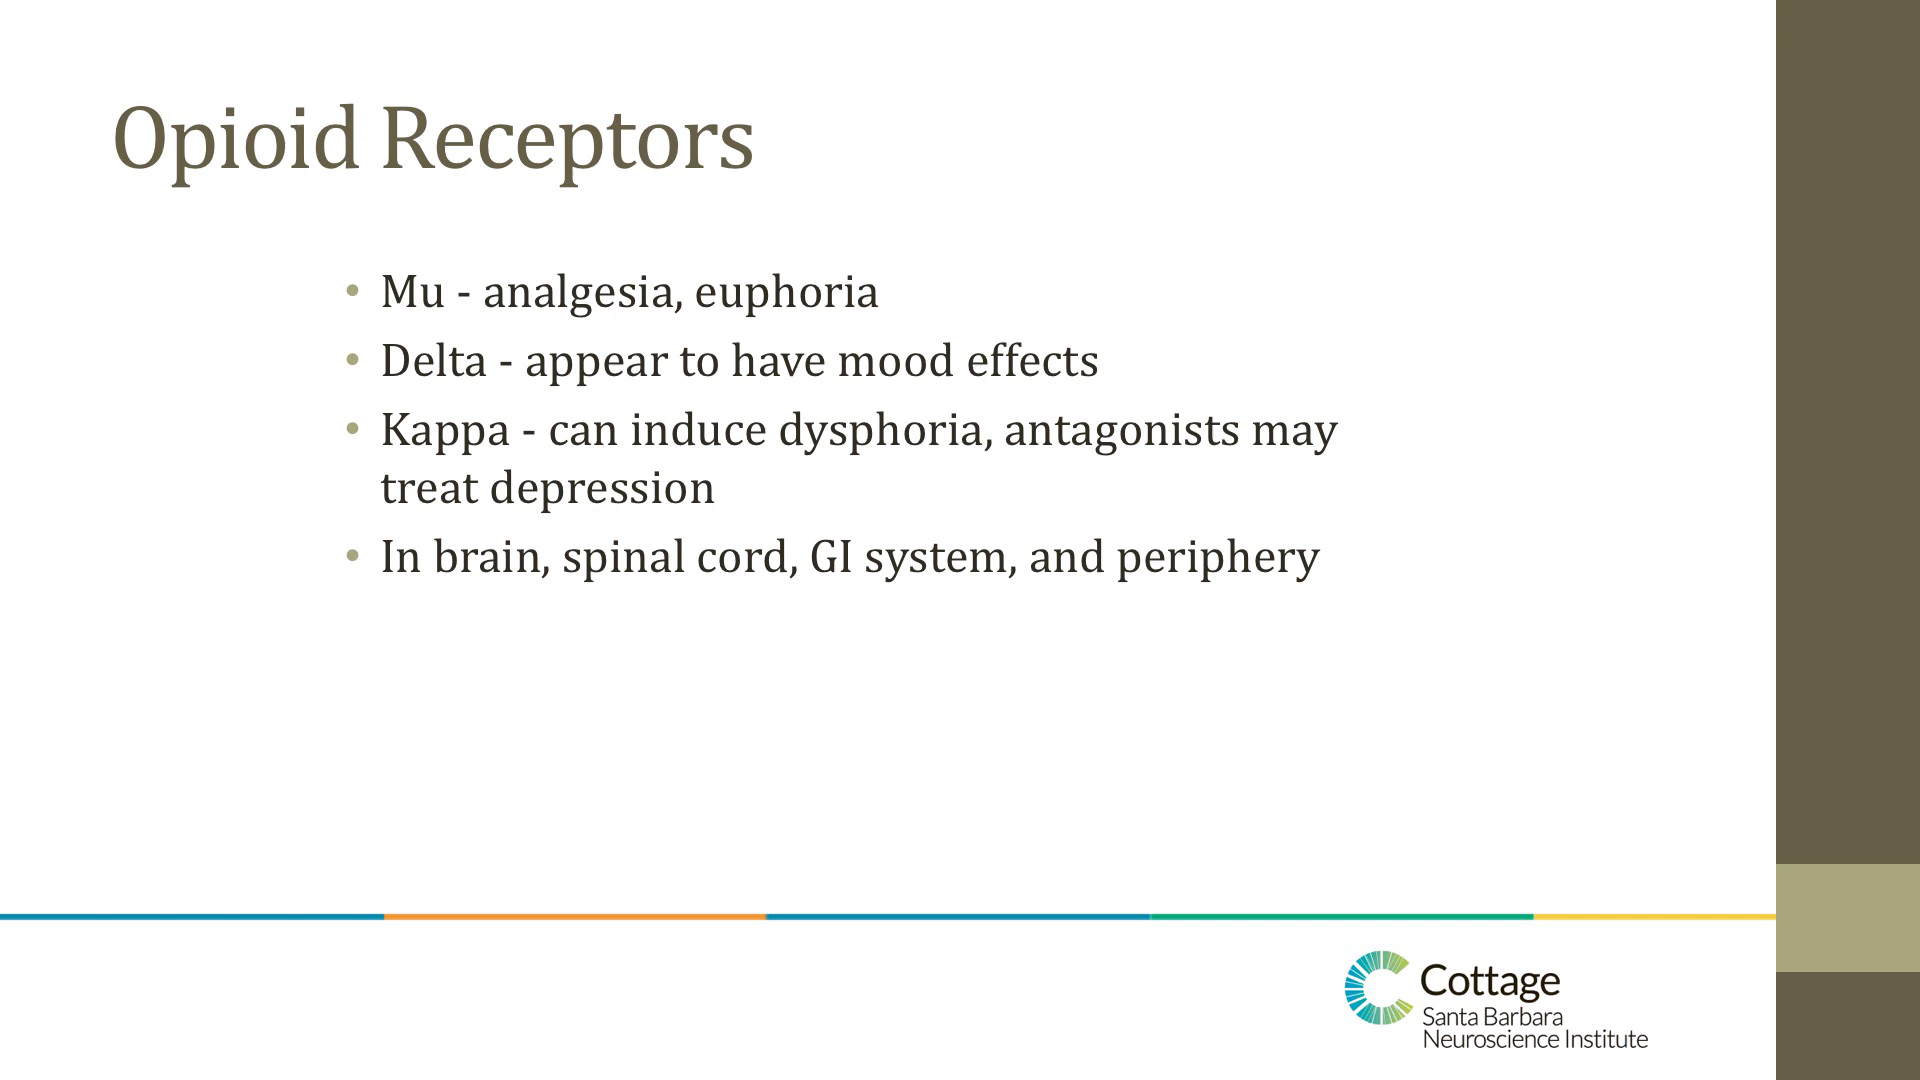 Opioid Receptors
• Mu - analgesia, euphoria
• Delta - appear to have mood effects
• Kappa - can induce dysphoria, antagonists may
treat depression
• In brain, spinal cord, GI system, and periphery
Cottage
Santa Barbara
Neuroscience Institute